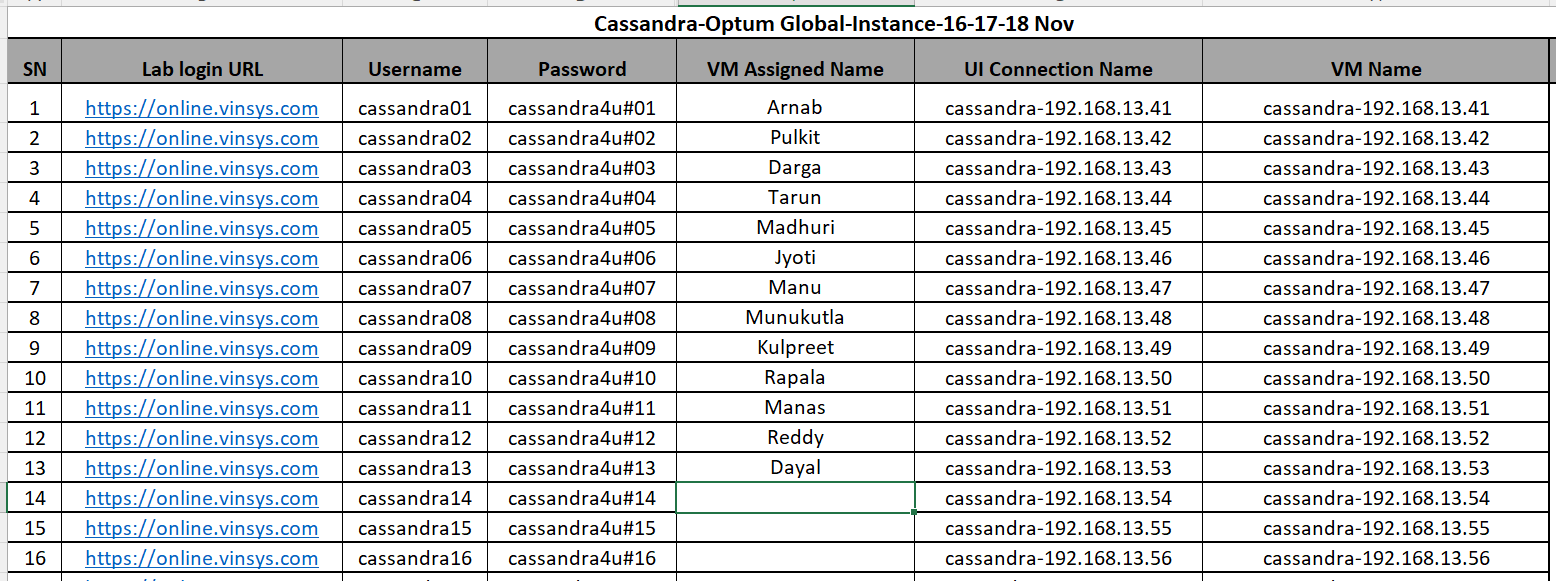 Cassandra-Optum Global-Instance-16-17-18 Nov
SN Lab login URL Username Password VM Assigned Name UI Connection Name VM Name
1 https://online.vinsys.com cassandra01 cassandra4u#01 Arnab cassandra-192.168.13.41 cassandra-192.168.13.41
2 https://online.vinsys.com cassandra02 cassandra4u#02 Pulkit cassandra-192.168.13.42 cassandra-192.168.13.42
3 https://online.vinsys.com cassandra03 cassandra4u#03 Darga cassandra-192.168.13.43 cassandra-192.168.13.43
4 https://online.vinsys.com cassandra04 cassandra4u#04 Tarun cassandra-192.168.13.44 cassandra-192.168.13.44
5 https://online.vinsys.com cassandra05 cassandra4u#05 Madhuri cassandra-192.168.13.45 cassandra-192.168.13.45
6 https://online.vinsys.com cassandra06 cassandra4u#06 Jyoti cassandra-192.168.13.46 cassandra-192.168.13.46
7 https://online.vinsys.com cassandra07 cassandra4u#07 Manu cassandra-192.168.13.47 cassandra-192.168.13.47
8 https://online.vinsys.com cassandra08 cassandra4u#08 Munukutla cassandra-192.168.13.48 cassandra-192.168.13.48
9 https://online.vinsys.com cassandra09 cassandra4u#09 Kulpreet cassandra-192.168.13.49 cassandra-192.168.13.49
10 https://online.vinsys.com cassandra10 cassandra4u#10 Rapala cassandra-192.168.13.50 cassandra-192.168.13.50
11 https://online.vinsys.com cassandra11 cassandra4u#11 Manas cassandra-192.168.13.51 cassandra-192.168.13.51
12 https://online.vinsys.com cassandra12 cassandra4u#12 Reddy cassandra-192.168.13.52 cassandra-192.168.13.52
13 https://online.vinsys.com cassandra13 cassandra4u#13 Dayal cassandra-192.168.13.53 cassandra-192.168.13.53
14 https://online.vinsys.com cassandra14 cassandra4u#14 cassandra-192.168.13.54 cassandra-192.168.13.54
15 https://online.vinsys.com cassandra15 cassandra4u#15 cassandra-192.168.13.55 cassandra-192.168.13.55
16 https://online.vinsys.com cassandra16 cassandra4u#16 cassandra-192.168.13.56 cassandra-192.168.13.56